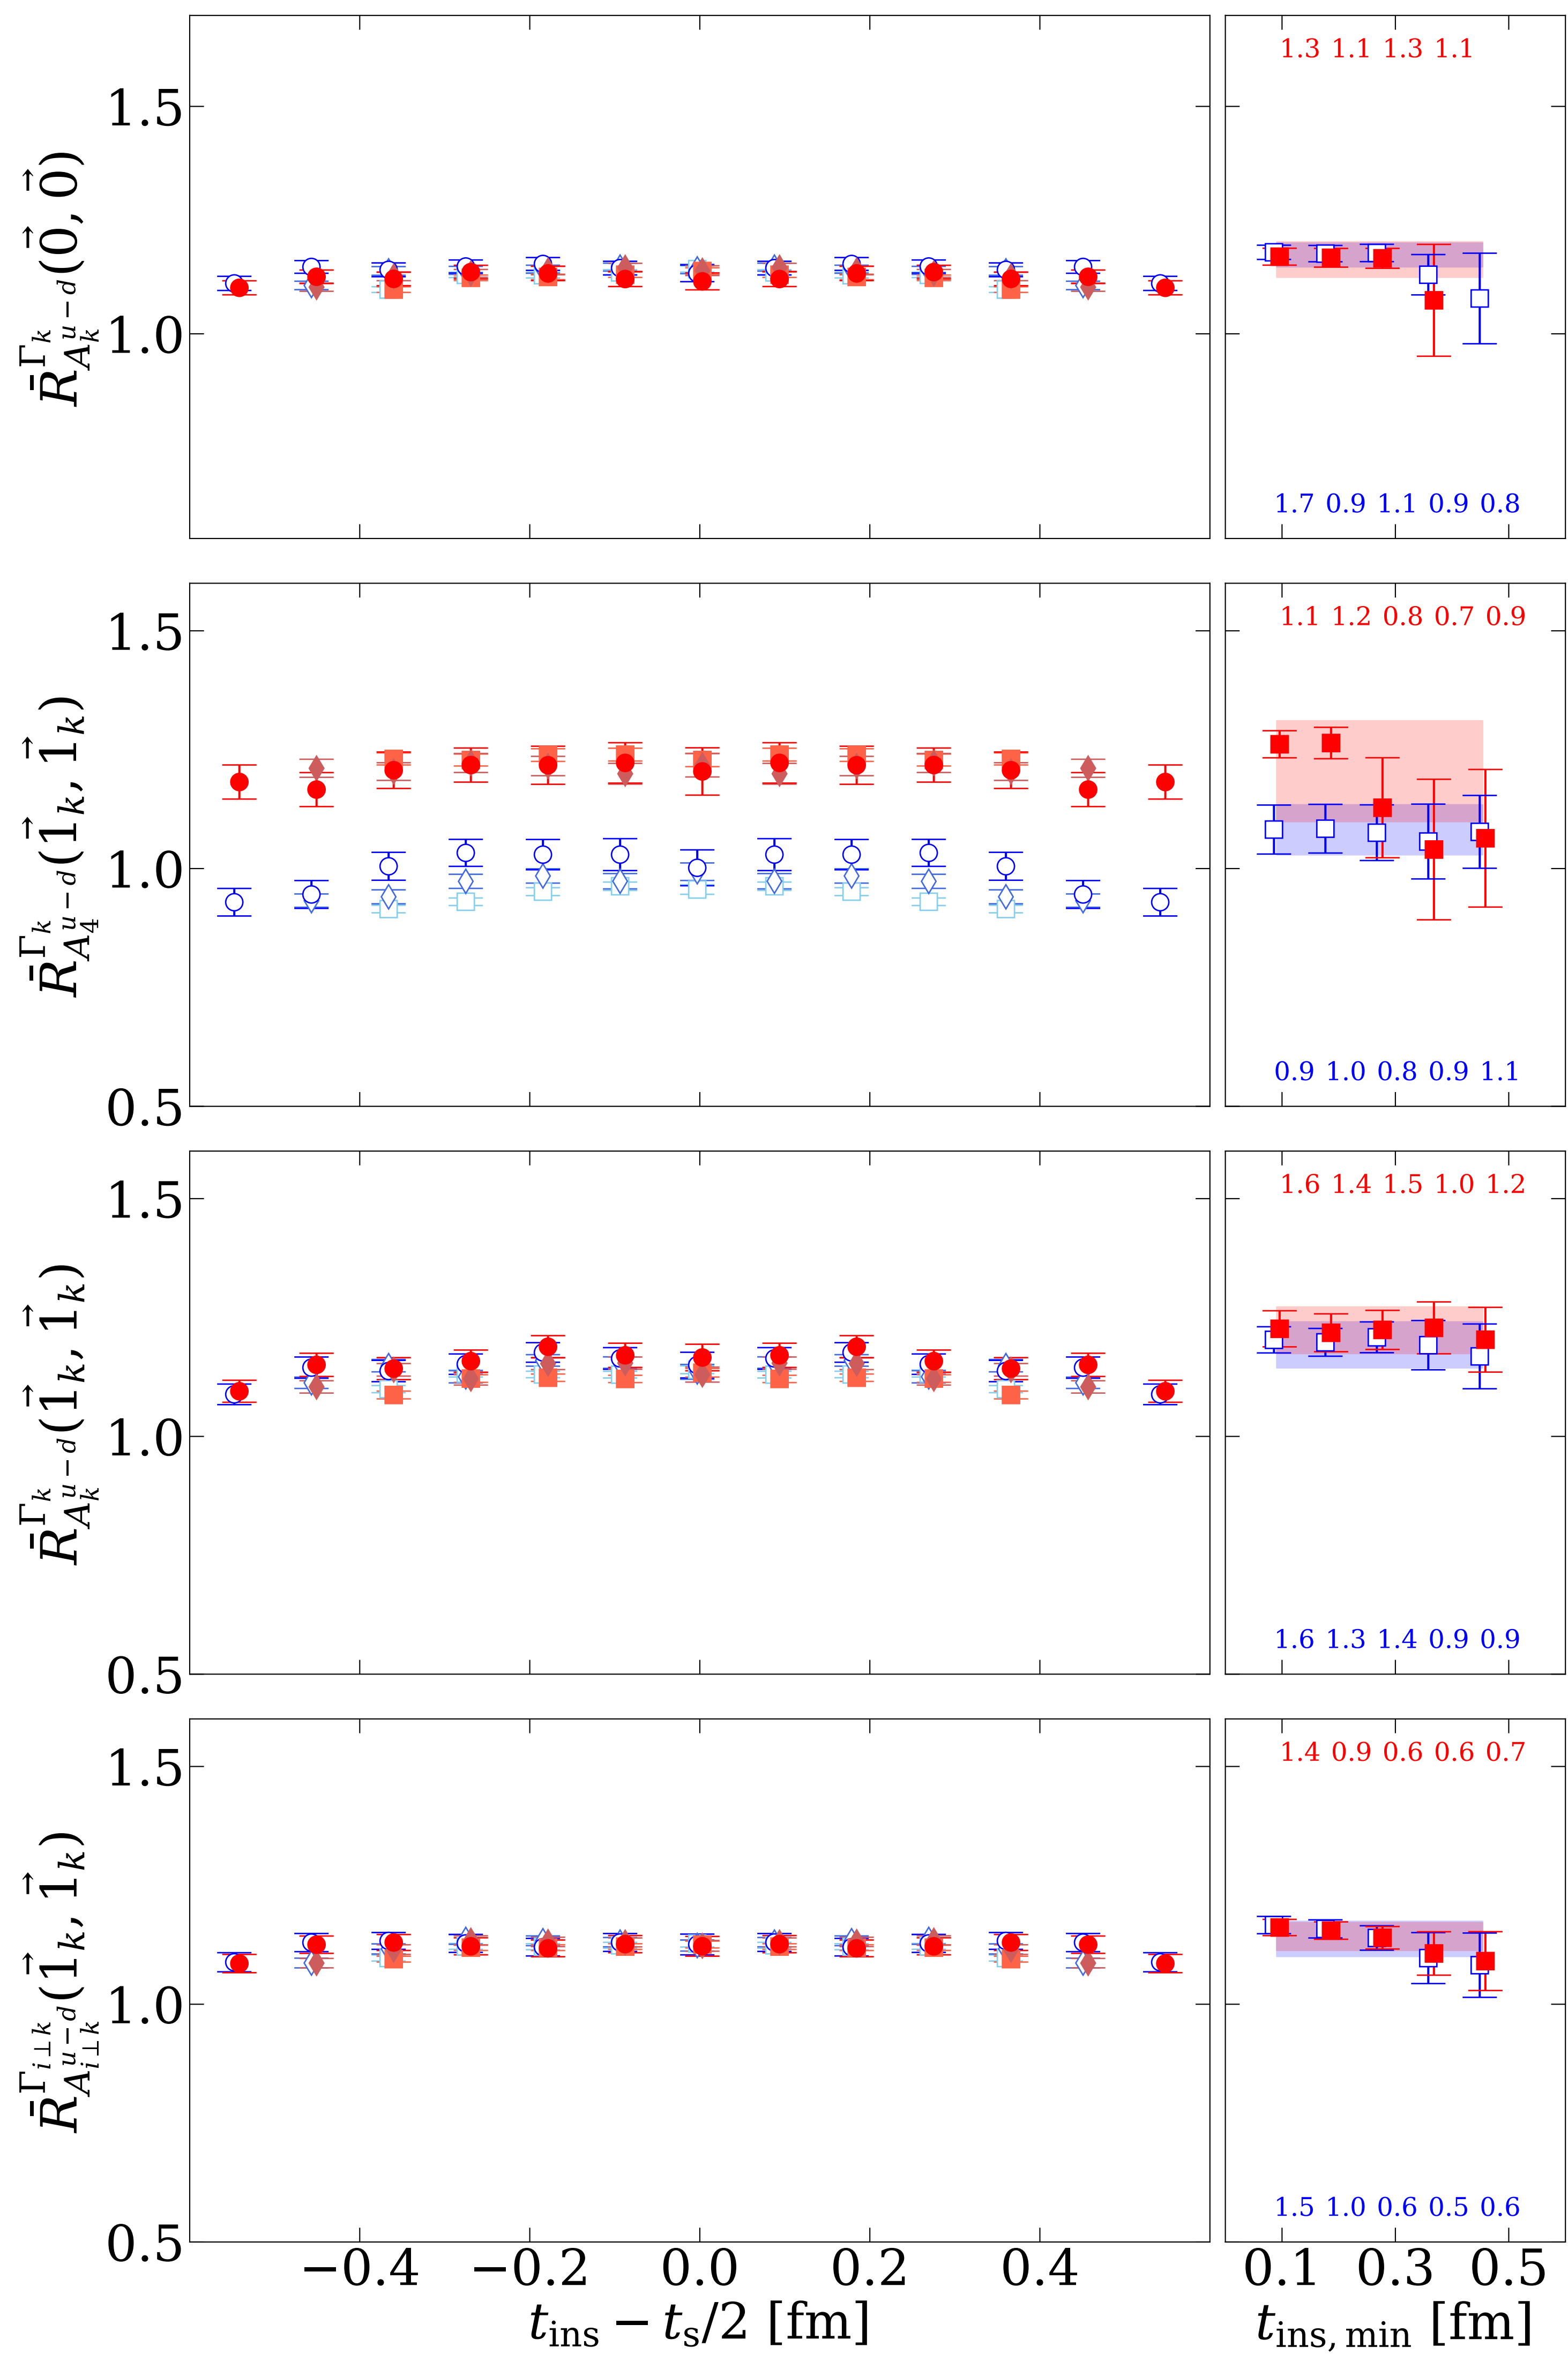 R̄^{Γ_k}_{A_k^{u−d}}(0⃗, 0⃗)
1.5
1.0
1.3 1.1 1.3 1.1
1.7 0.9 1.1 0.9 0.8
R̄^{Γ_k}_{A_4^{u−d}}(1⃗_k, 1⃗_k)
1.5
1.0
0.5
1.1 1.2 0.8 0.7 0.9
0.9 1.0 0.8 0.9 1.1
R̄^{Γ_k}_{A_k^{u−d}}(1⃗_k, 1⃗_k)
1.5
1.0
0.5
1.6 1.4 1.5 1.0 1.2
1.6 1.3 1.4 0.9 0.9
R̄^{Γ_{i⊥k}}_{A_{i⊥k}^{u−d}}(1⃗_k, 1⃗_k)
1.5
1.0
0.5
1.4 0.9 0.6 0.6 0.7
1.5 1.0 0.6 0.5 0.6
−0.4 −0.2 0.0 0.2 0.4
t_ins − t_s/2 [fm]
0.1 0.3 0.5
t_{ins, min} [fm]